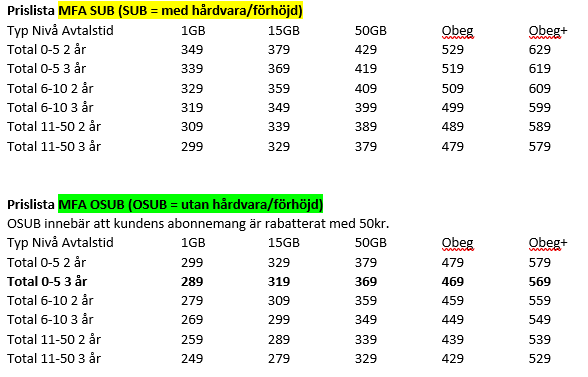 Prislista MFA SUB (SUB = med hårdvara/förhöjd)
Typ Nivå Avtalstid 1GB 15GB 50GB Obeg Obeg+
Total 0-5 2 år 349 379 429 529 629
Total 0-5 3 år 339 369 419 519 619
Total 6-10 2 år 329 359 409 509 609
Total 6-10 3 år 319 349 399 499 599
Total 11-50 2 år 309 339 389 489 589
Total 11-50 3 år 299 329 379 479 579
Prislista MFA OSUB (OSUB = utan hårdvara/förhöjd)
OSUB innebär att kundens abonnemang är rabatterat med 50kr.
Typ Nivå Avtalstid 1GB 15GB 50GB Obeg Obeg+
Total 0-5 2 år 299 329 379 479 579
Total 0-5 3 år 289 319 369 469 569
Total 6-10 2 år 279 309 359 459 559
Total 6-10 3 år 269 299 349 449 549
Total 11-50 2 år 259 289 339 439 539
Total 11-50 3 år 249 279 329 429 529